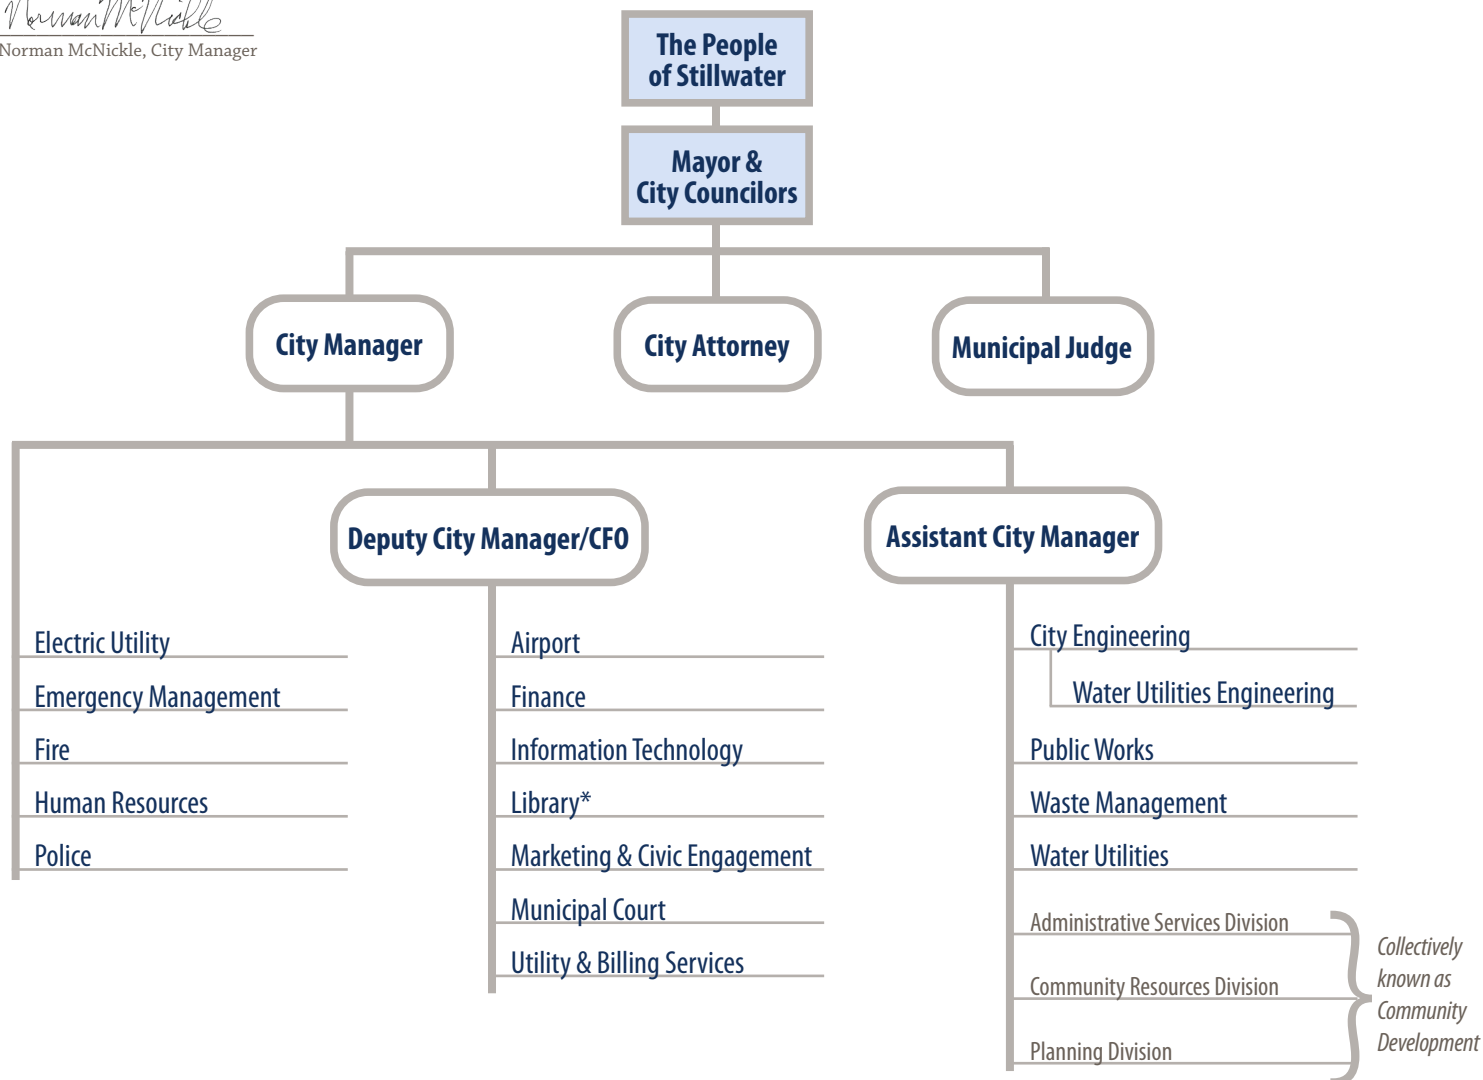 Norman McNickle
Norman McNickle, City Manager
The People
of Stillwater
Mayor &
City Councilors
City Manager
City Attorney
Municipal Judge
Deputy City Manager/CFO
Assistant City Manager
Electric Utility
Emergency Management
Fire
Human Resources
Police
Airport
Finance
Information Technology
Library*
Marketing & Civic Engagement
Municipal Court
Utility & Billing Services
City Engineering
Water Utilities Engineering
Public Works
Waste Management
Water Utilities
Administrative Services Division
Community Resources Division
Planning Division
Collectively
known as
Community
Development